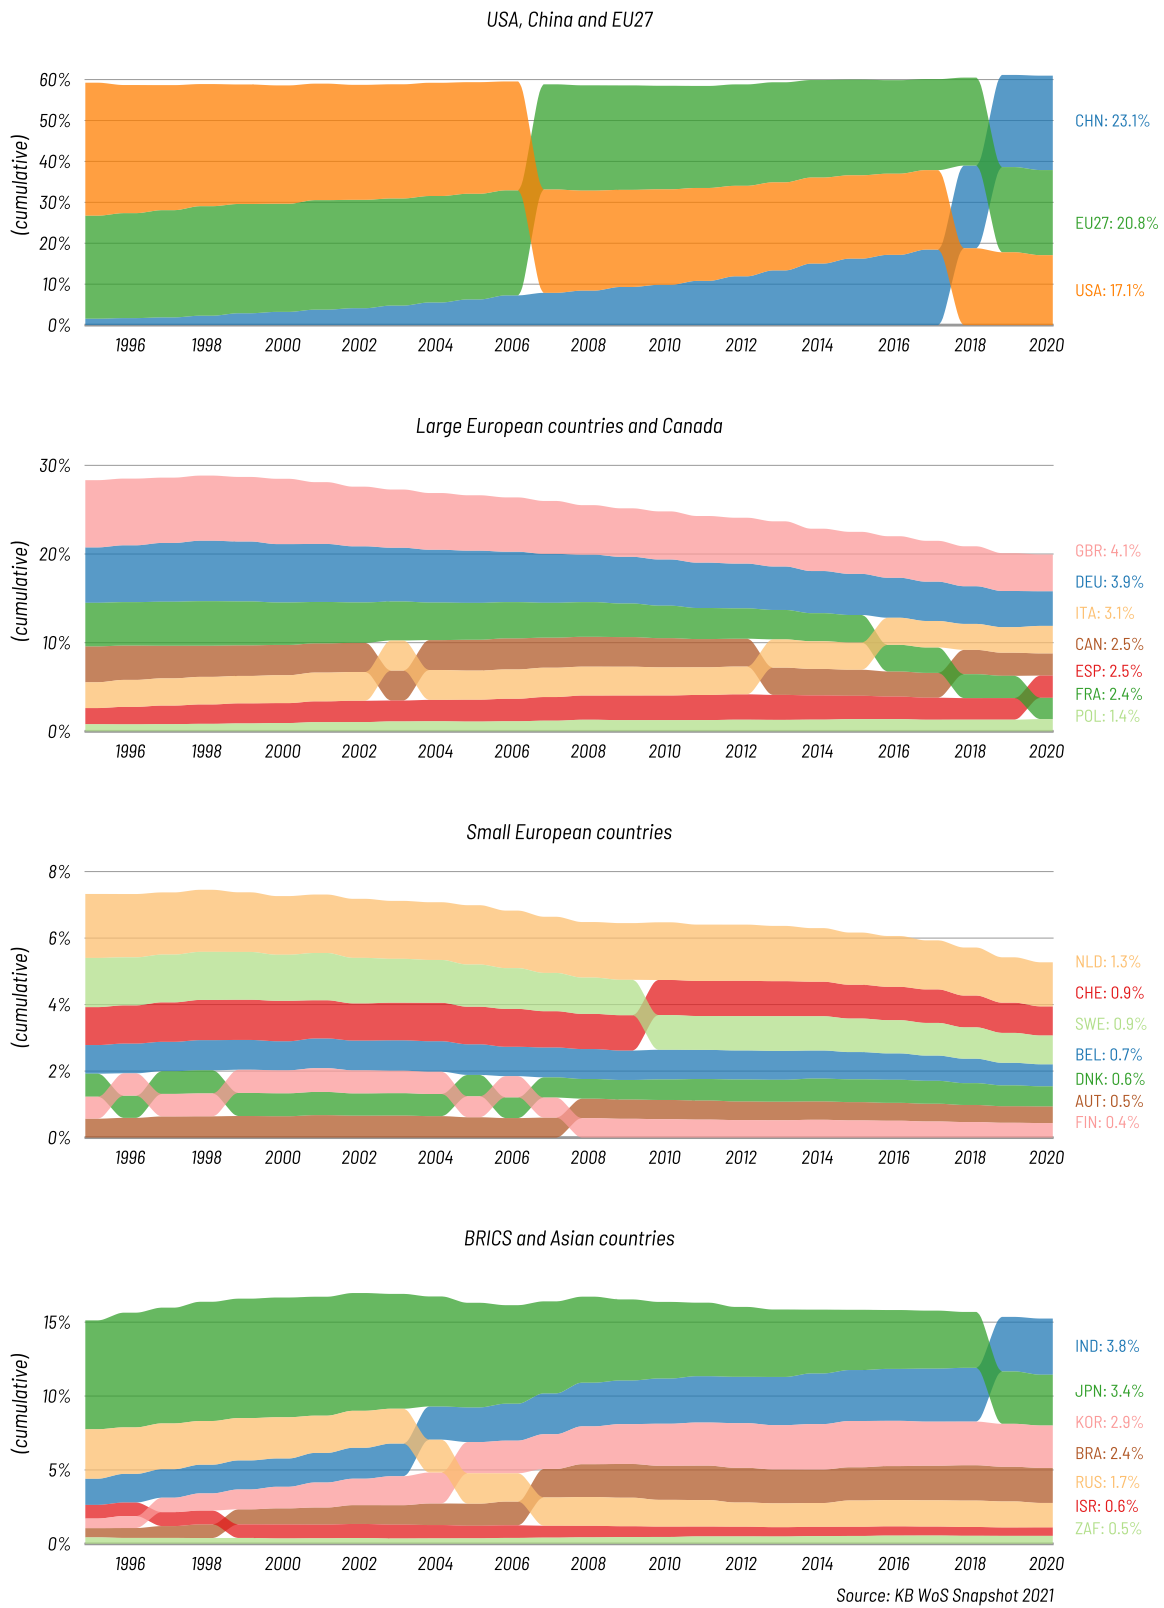 USA, China and EU27
60%
50%
40%
30%
20%
10%
0%
(cumulative)
1996 1998 2000 2002 2004 2006 2008 2010 2012 2014 2016 2018 2020
CHN: 23.1%
EU27: 20.8%
USA: 17.1%
Large European countries and Canada
30%
20%
10%
0%
(cumulative)
1996 1998 2000 2002 2004 2006 2008 2010 2012 2014 2016 2018 2020
GBR: 4.1%
DEU: 3.9%
ITA: 3.1%
CAN: 2.5%
ESP: 2.5%
FRA: 2.4%
POL: 1.4%
Small European countries
8%
6%
4%
2%
0%
(cumulative)
1996 1998 2000 2002 2004 2006 2008 2010 2012 2014 2016 2018 2020
NLD: 1.3%
CHE: 0.9%
SWE: 0.9%
BEL: 0.7%
DNK: 0.6%
AUT: 0.5%
FIN: 0.4%
BRICS and Asian countries
15%
10%
5%
0%
(cumulative)
1996 1998 2000 2002 2004 2006 2008 2010 2012 2014 2016 2018 2020
IND: 3.8%
JPN: 3.4%
KOR: 2.9%
BRA: 2.4%
RUS: 1.7%
ISR: 0.6%
ZAF: 0.5%
Source: KB WoS Snapshot 2021